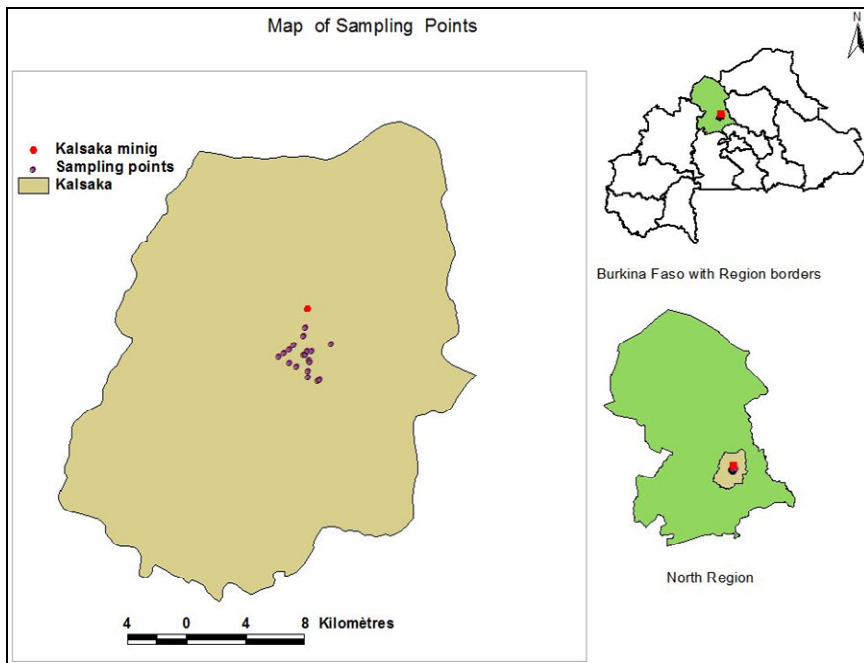 Map of Sampling Points
N
Kalsaka minig
Sampling points
Kalsaka
Burkina Faso with Region borders
North Region
4 0 4 8 Kilomètres